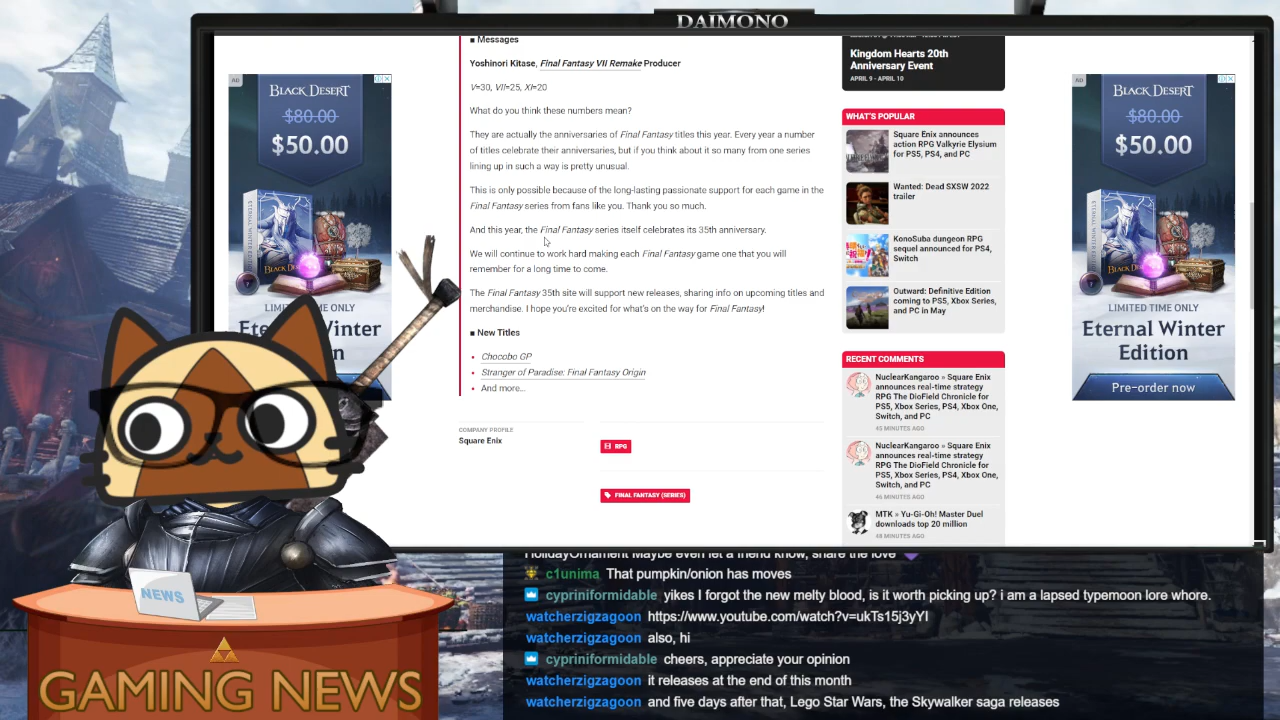 DAIMONO
■ Messages
Yoshinori Kitase, Final Fantasy VII Remake Producer
V=30, VII=25, XI=20
What do you think these numbers mean?
They are actually the anniversaries of Final Fantasy titles this year. Every year a number
of titles celebrate their anniversaries, but if you think about it so many from one series
lining up in such a way is pretty unusual.
This is only possible because of the long-lasting passionate support for each game in the
Final Fantasy series from fans like you. Thank you so much.
And this year, the Final Fantasy series itself celebrates its 35th anniversary.
We will continue to work hard making each Final Fantasy game one that you will
remember for a long time to come.
The Final Fantasy 35th site will support new releases, sharing info on upcoming titles and
merchandise. I hope you're excited for what's on the way for Final Fantasy!
■ New Titles
• Chocobo GP
• Stranger of Paradise: Final Fantasy Origin
• And more...
COMPANY PROFILE
Square Enix
RPG
FINAL FANTASY (SERIES)
Kingdom Hearts 20th
Anniversary Event
APRIL 9 - APRIL 10
WHAT'S POPULAR
Square Enix announces
action RPG Valkyrie Elysium
for PS5, PS4, and PC
Wanted: Dead SXSW 2022
trailer
KonoSuba dungeon RPG
sequel announced for PS4,
Switch
Outward: Definitive Edition
coming to PS5, Xbox Series,
and PC in May
RECENT COMMENTS
NuclearKangaroo » Square Enix
announces real-time strategy
RPG The DioField Chronicle for
PS5, Xbox Series, PS4, Xbox One,
Switch, and PC
45 MINUTES AGO
NuclearKangaroo » Square Enix
announces real-time strategy
RPG The DioField Chronicle for
PS5, Xbox Series, PS4, Xbox One,
Switch, and PC
46 MINUTES AGO
MTK » Yu-Gi-Oh! Master Duel
downloads top 20 million
48 MINUTES AGO
AD
BLACK DESERT
$80.00
$50.00
LIMITED TIME ONLY
Eternal Winter
AD
BLACK DESERT
$80.00
$50.00
LIMITED TIME ONLY
Eternal Winter
Edition
Pre-order now
NEWS
GAMING NEWS
HolidayOrnament Maybe even let a friend know, share the love
c1unima That pumpkin/onion has moves
cypriniformidable yikes I forgot the new melty blood, is it worth picking up? i am a lapsed typemoon lore whore.
watcherzigzagoon https://www.youtube.com/watch?v=ukTs15j3yYI
watcherzigzagoon also, hi
cypriniformidable cheers, appreciate your opinion
watcherzigzagoon it releases at the end of this month
watcherzigzagoon and five days after that, Lego Star Wars, the Skywalker saga releases